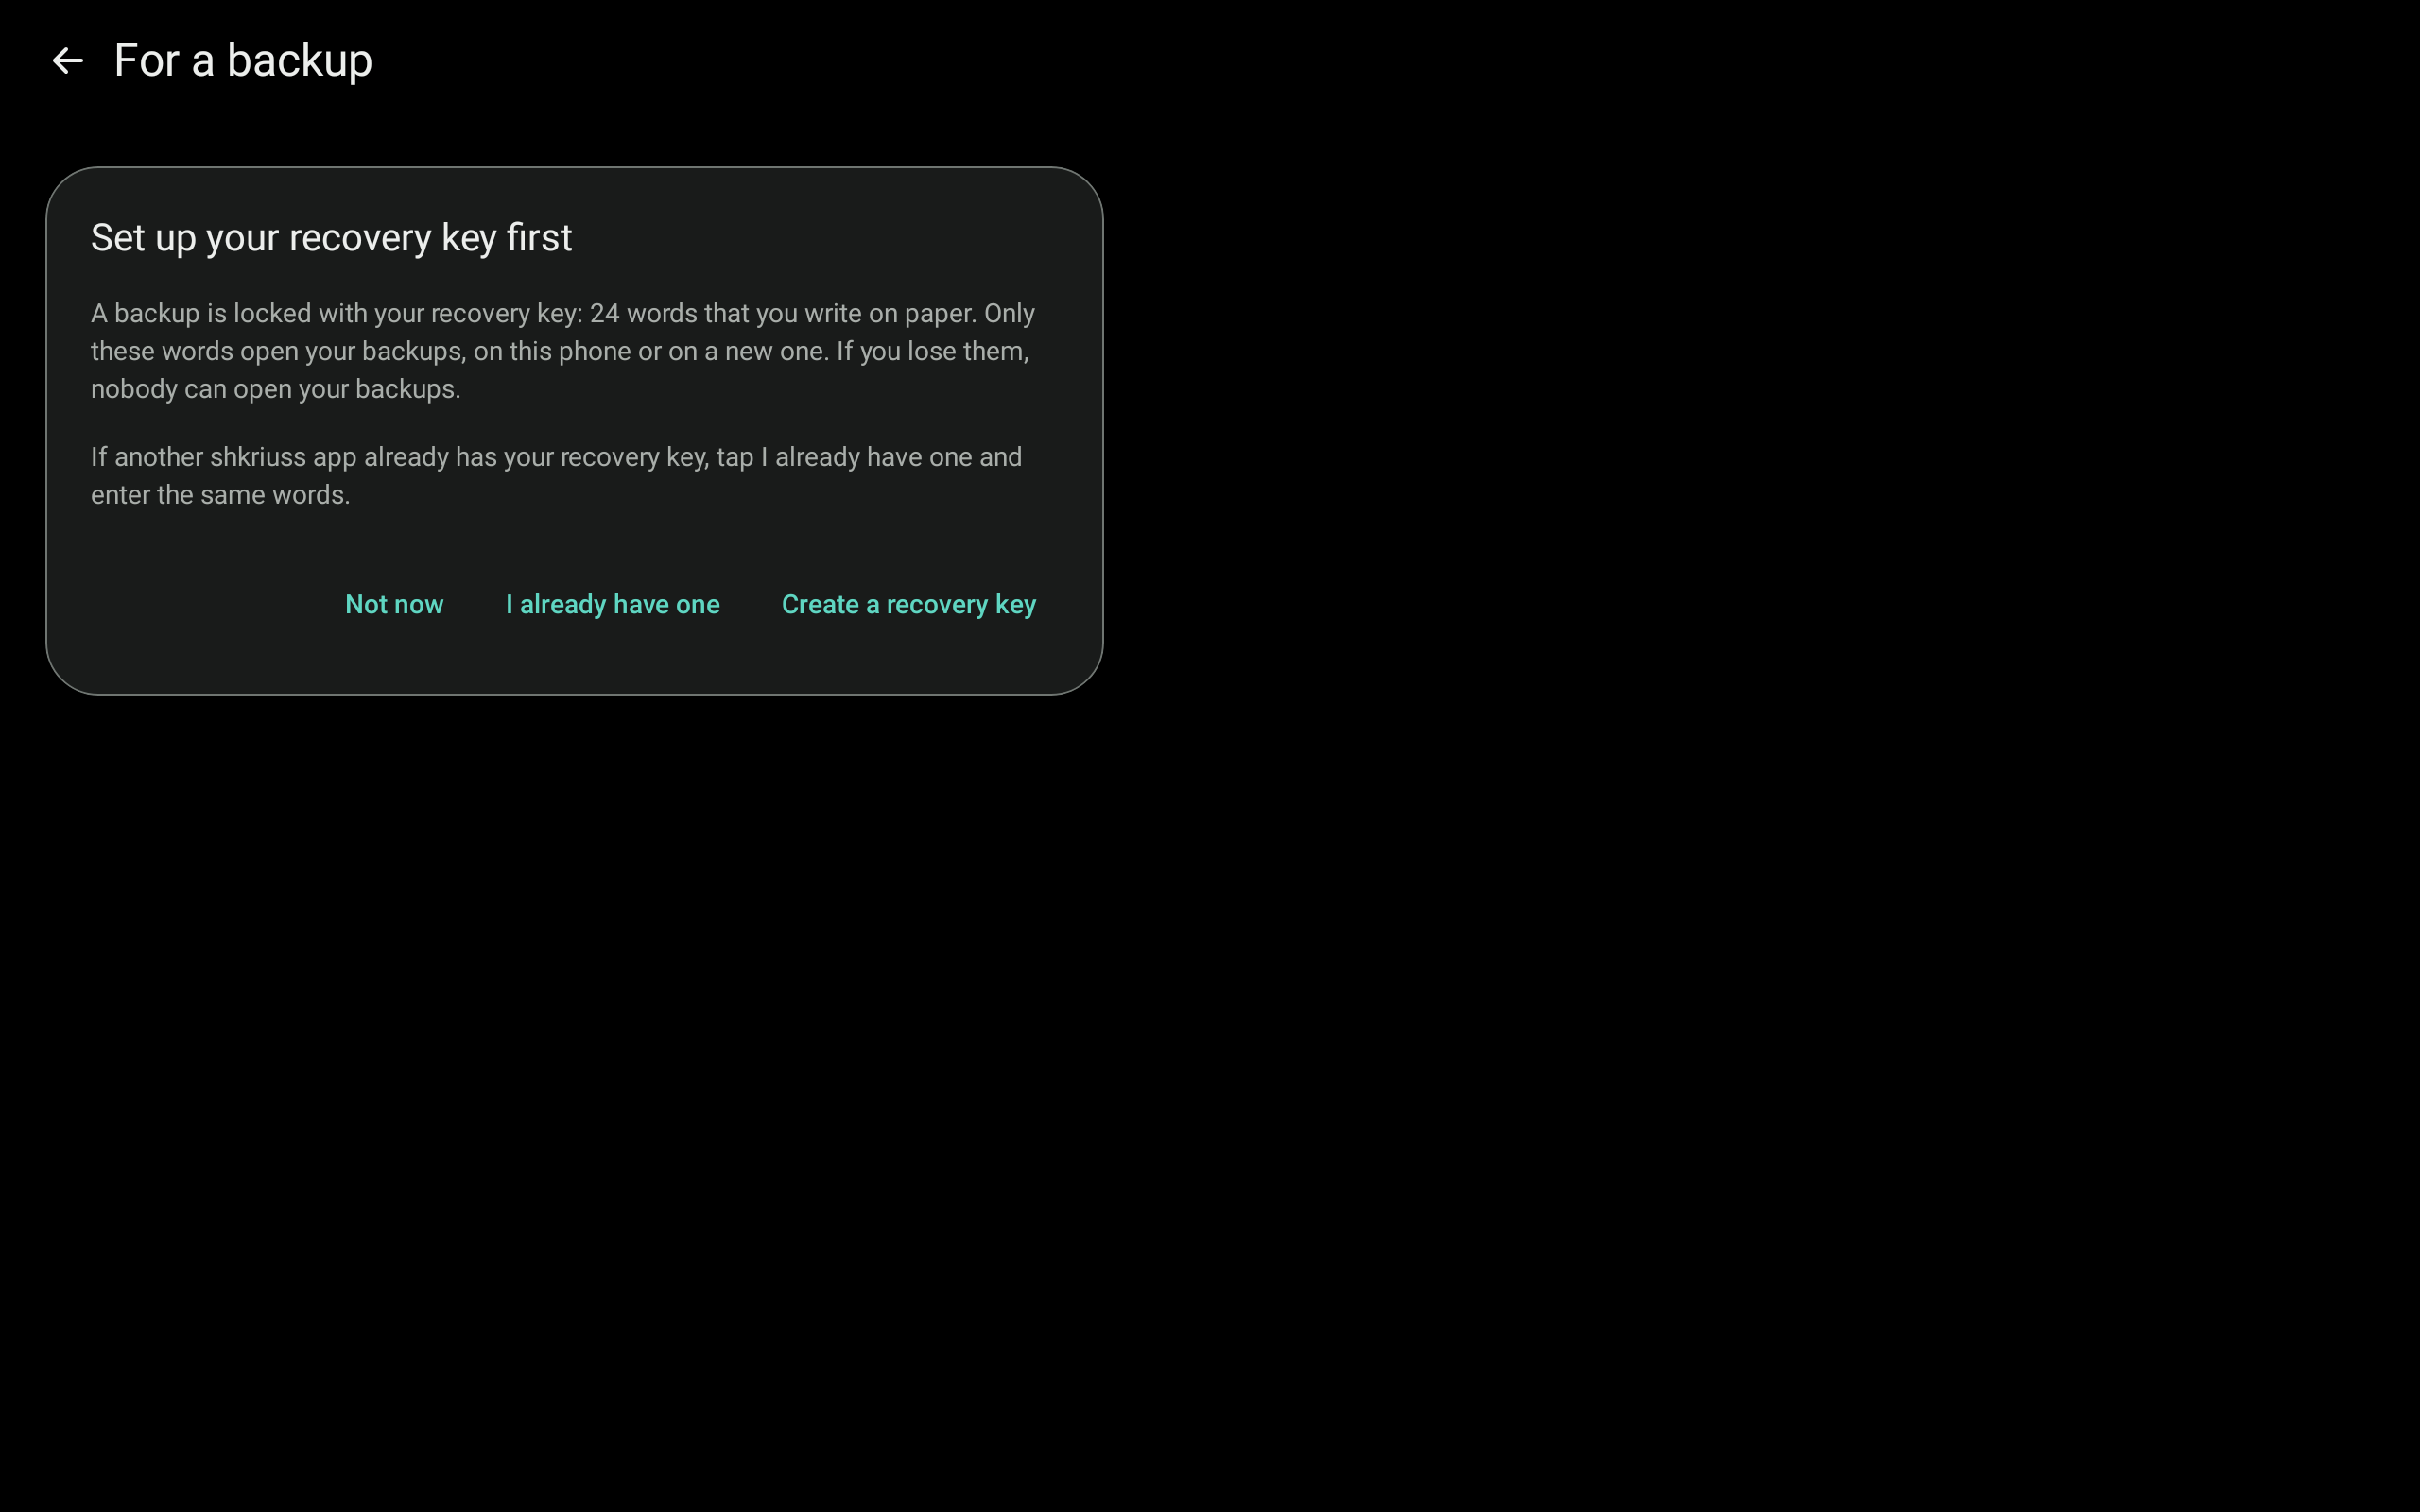 For a backup
Set up your recovery key first
A backup is locked with your recovery key: 24 words that you write on paper. Only
these words open your backups, on this phone or on a new one. If you lose them,
nobody can open your backups.
If another shkriuss app already has your recovery key, tap I already have one and
enter the same words.
Not now
I already have one
Create a recovery key